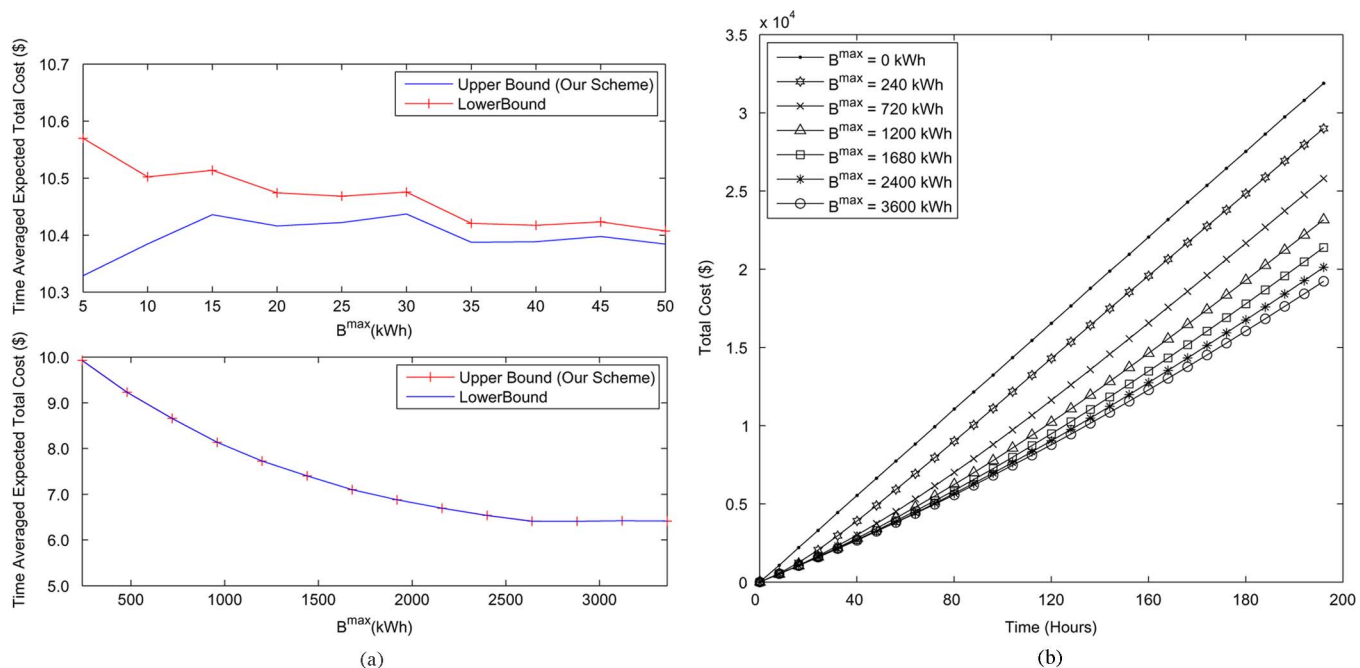 Time Averaged Expected Total Cost ($)
10.7
10.6
10.5
10.4
10.3
Upper Bound (Our Scheme)
LowerBound
5 10 15 20 25 30 35 40 45 50
B^max(kWh)
Time Averaged Expected Total Cost ($)
10.0
9.0
8.0
7.0
6.0
5.0
Upper Bound (Our Scheme)
LowerBound
500 1000 1500 2000 2500 3000
B^max(kWh)
(a)
x 10^4
Total Cost ($)
3.5
3
2.5
2
1.5
1
0.5
0
B^max = 0 kWh
B^max = 240 kWh
B^max = 720 kWh
B^max = 1200 kWh
B^max = 1680 kWh
B^max = 2400 kWh
B^max = 3600 kWh
0 40 80 120 160 180 200
Time (Hours)
(b)